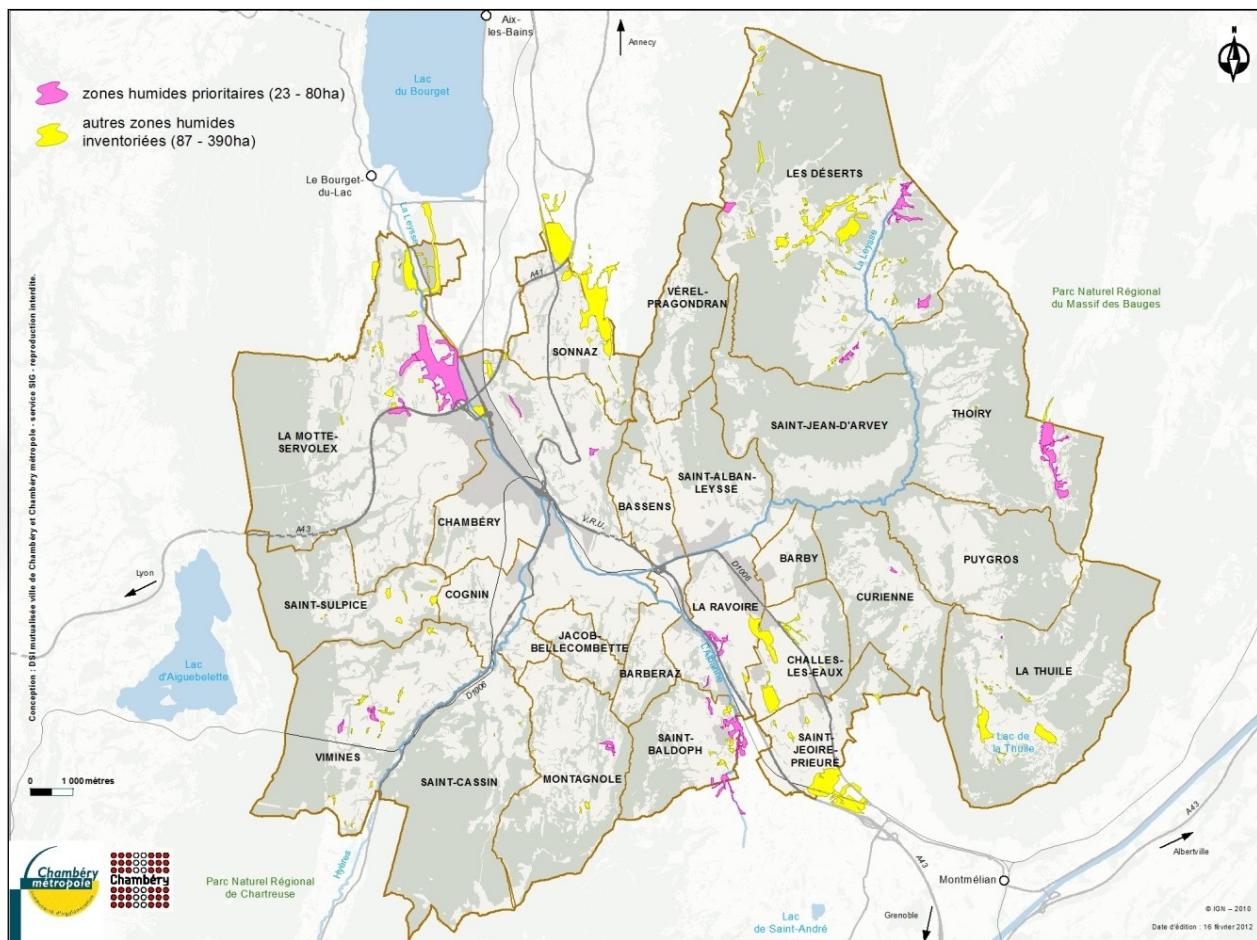 Aix-
les-Bains
Annecy
N
Lac
du Bourget
zones humides prioritaires (23 - 80ha)
autres zones humides
inventoriées (87 - 390ha)
Le Bourget-
du-Lac
La Leysse
LES DÉSERTS
La Leysse
A41
VÉREL-
PRAGONDRAN
Parc Naturel Régional
du Massif des Bauges
SONNAZ
THOIRY
SAINT-JEAN-D'ARVEY
LA MOTTE-
SERVOLEX
SAINT-ALBAN-
LEYSSE
BASSENS
CHAMBÉRY
V.R.U.
A43
BARBY
PUYGROS
D1006
Lyon
COGNIN
CURIENNE
SAINT-SULPICE
LA RAVOIRE
JACOB-
BELLECOMBETTE
L'Albanne
Lac
d'Aiguebelette
BARBERAZ
CHALLES-
LES-EAUX
LA THUILE
D1006
SAINT-
BALDOPH
SAINT-
JEOIRE-
PRIEURÉ
Lac de
la Thuile
VIMINES
SAINT-CASSIN
MONTAGNOLE
0 1 000 mètres
Conception : DSI mutualisée ville de Chambéry et Chambéry métropole - service SIG - reproduction interdite.
A43
Albertville
Hyères
A43
Chambéry
métropole
communauté d'agglomération
Chambéry
Parc Naturel Régional
de Chartreuse
Montmélian
Lac
de Saint-André
Grenoble
© IGN – 2010
Date d'édition : 16 février 2012